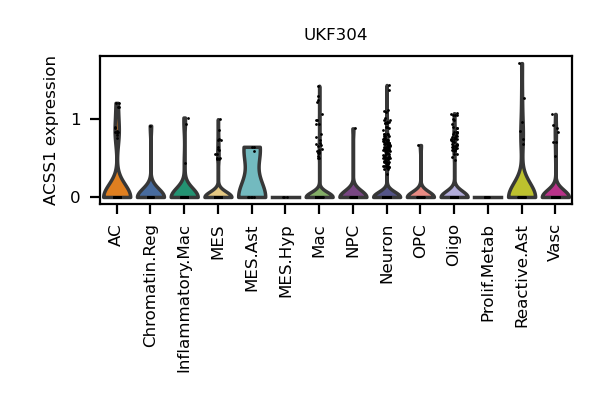 UKF304
ACSS1 expression
1
0
AC
Chromatin.Reg
Inflammatory.Mac
MES
MES.Ast
MES.Hyp
Mac
NPC
Neuron
OPC
Oligo
Prolif.Metab
Reactive.Ast
Vasc